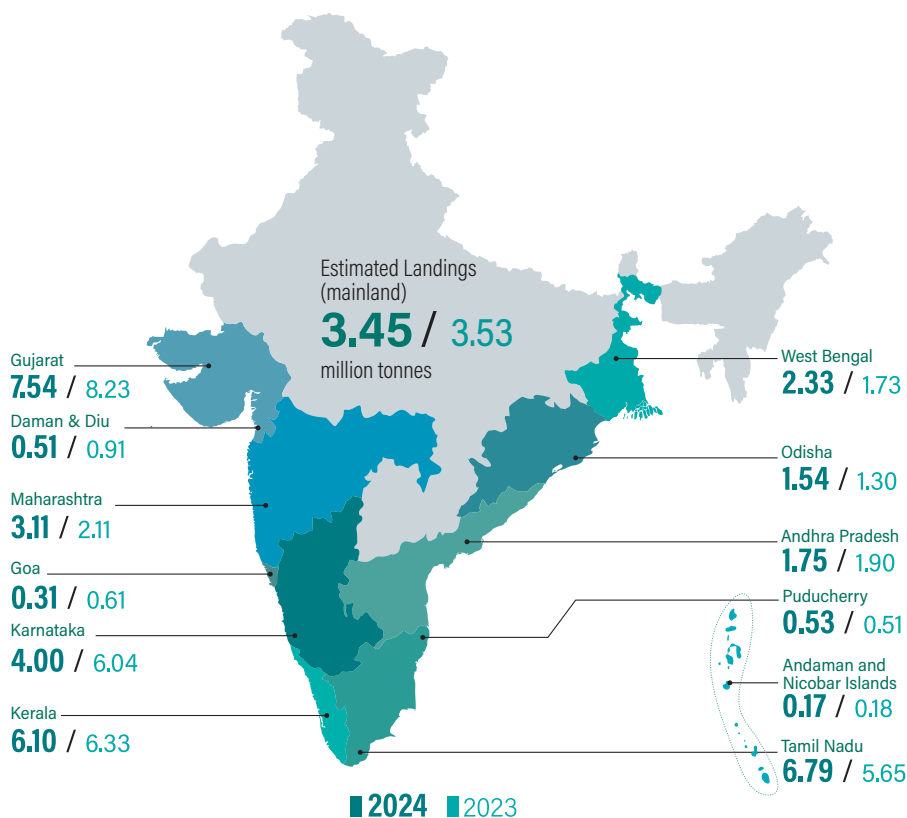 Estimated Landings
(mainland)
3.45 / 3.53
million tonnes
Gujarat
7.54 / 8.23
Daman & Diu
0.51 / 0.91
Maharashtra
3.11 / 2.11
Goa
0.31 / 0.61
Karnataka
4.00 / 6.04
Kerala
6.10 / 6.33
West Bengal
2.33 / 1.73
Odisha
1.54 / 1.30
Andhra Pradesh
1.75 / 1.90
Puducherry
0.53 / 0.51
Andaman and
Nicobar Islands
0.17 / 0.18
Tamil Nadu
6.79 / 5.65
2024 2023